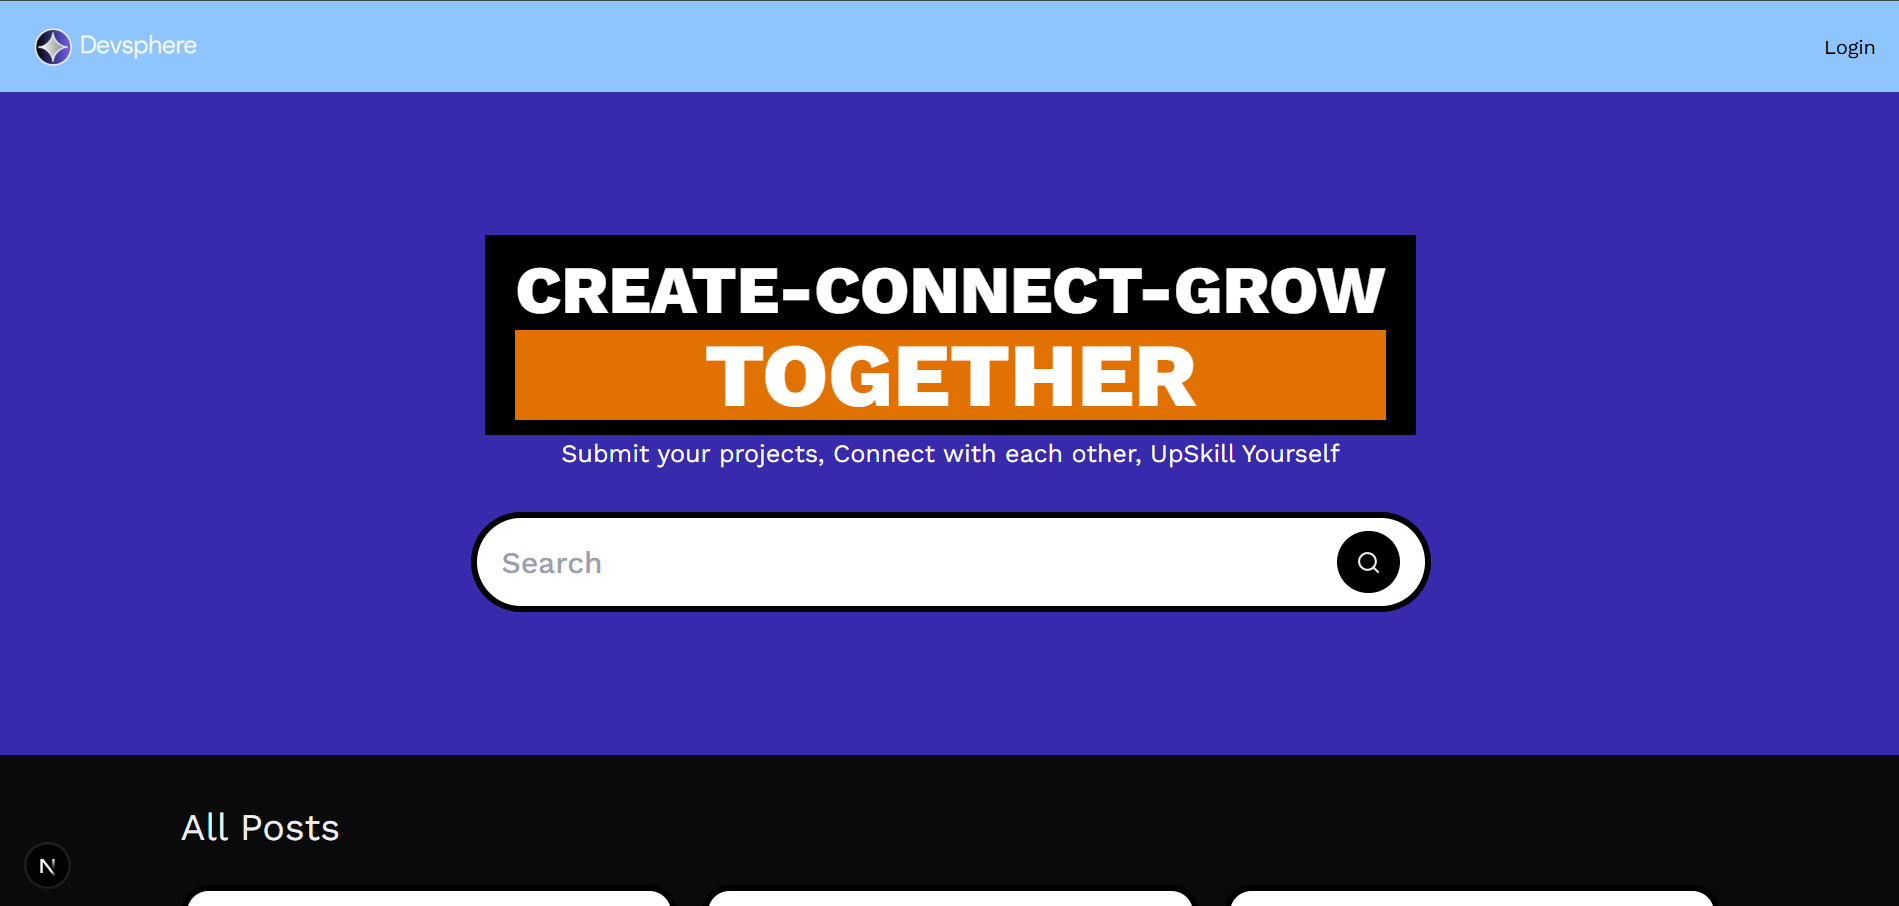 Devsphere
Login
CREATE-CONNECT-GROW
TOGETHER
Submit your projects, Connect with each other, UpSkill Yourself
Search
All Posts
N